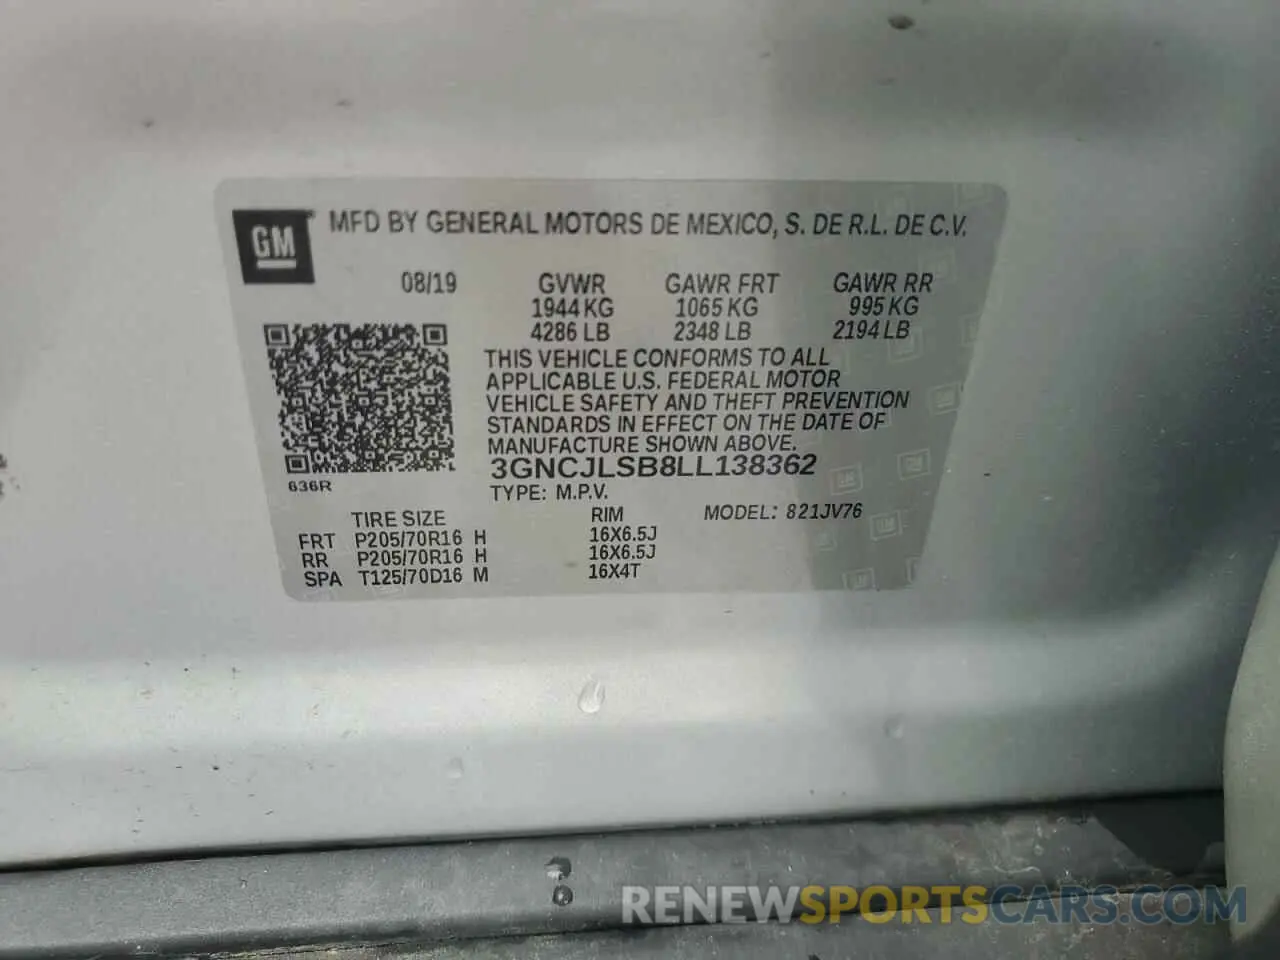 GM® MFD BY GENERAL MOTORS DE MEXICO, S. DE R.L. DE C.V.
08/19 GVWR GAWR FRT GAWR RR
1944 KG 1065 KG 995 KG
4286 LB 2348 LB 2194 LB
THIS VEHICLE CONFORMS TO ALL
APPLICABLE U.S. FEDERAL MOTOR
VEHICLE SAFETY AND THEFT PREVENTION
STANDARDS IN EFFECT ON THE DATE OF
MANUFACTURE SHOWN ABOVE.
3GNCJLSB8LL138362
636R
TYPE: M.P.V.
TIRE SIZE RIM MODEL: 821JV76
FRT P205/70R16 H 16X6.5J
RR P205/70R16 H 16X6.5J
SPA T125/70D16 M 16X4T
RENEWSPORTSCARS.COM